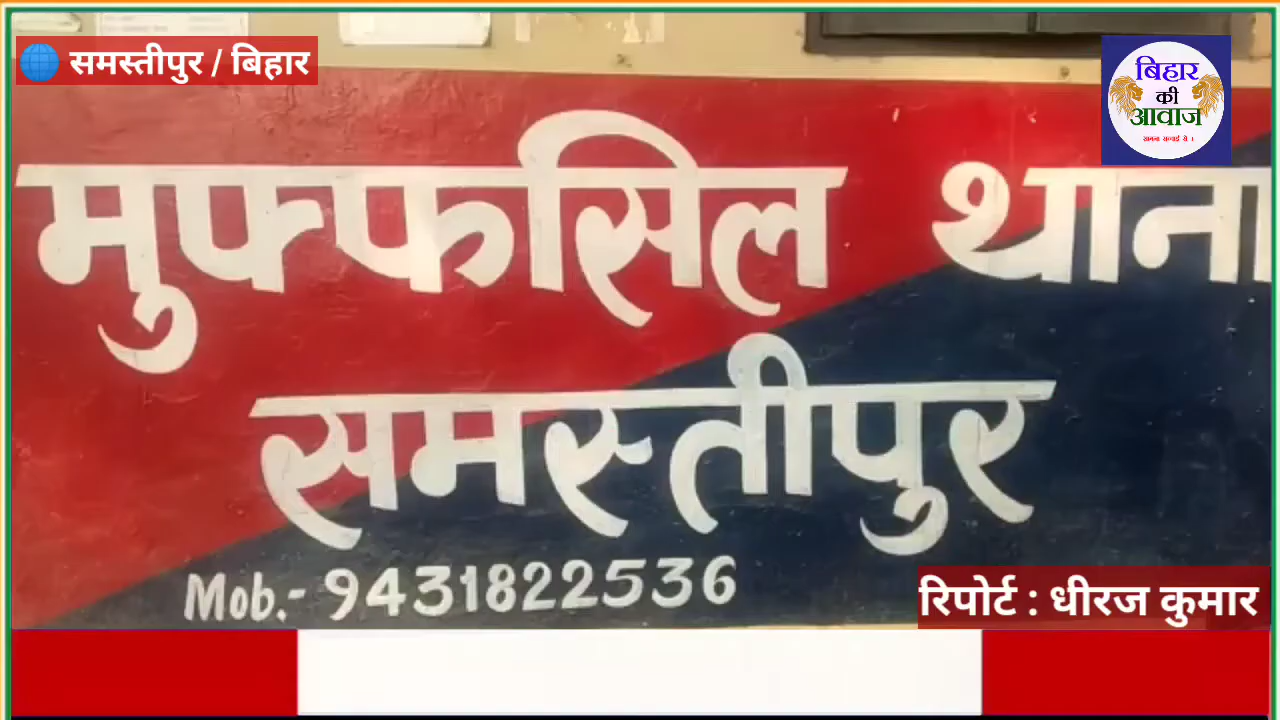 समस्तीपुर / बिहार
बिहार
की
आवाज
मुफ्फसिल थाना
समस्तीपुर
Mob.- 9431822536
रिपोर्ट : धीरज कुमार